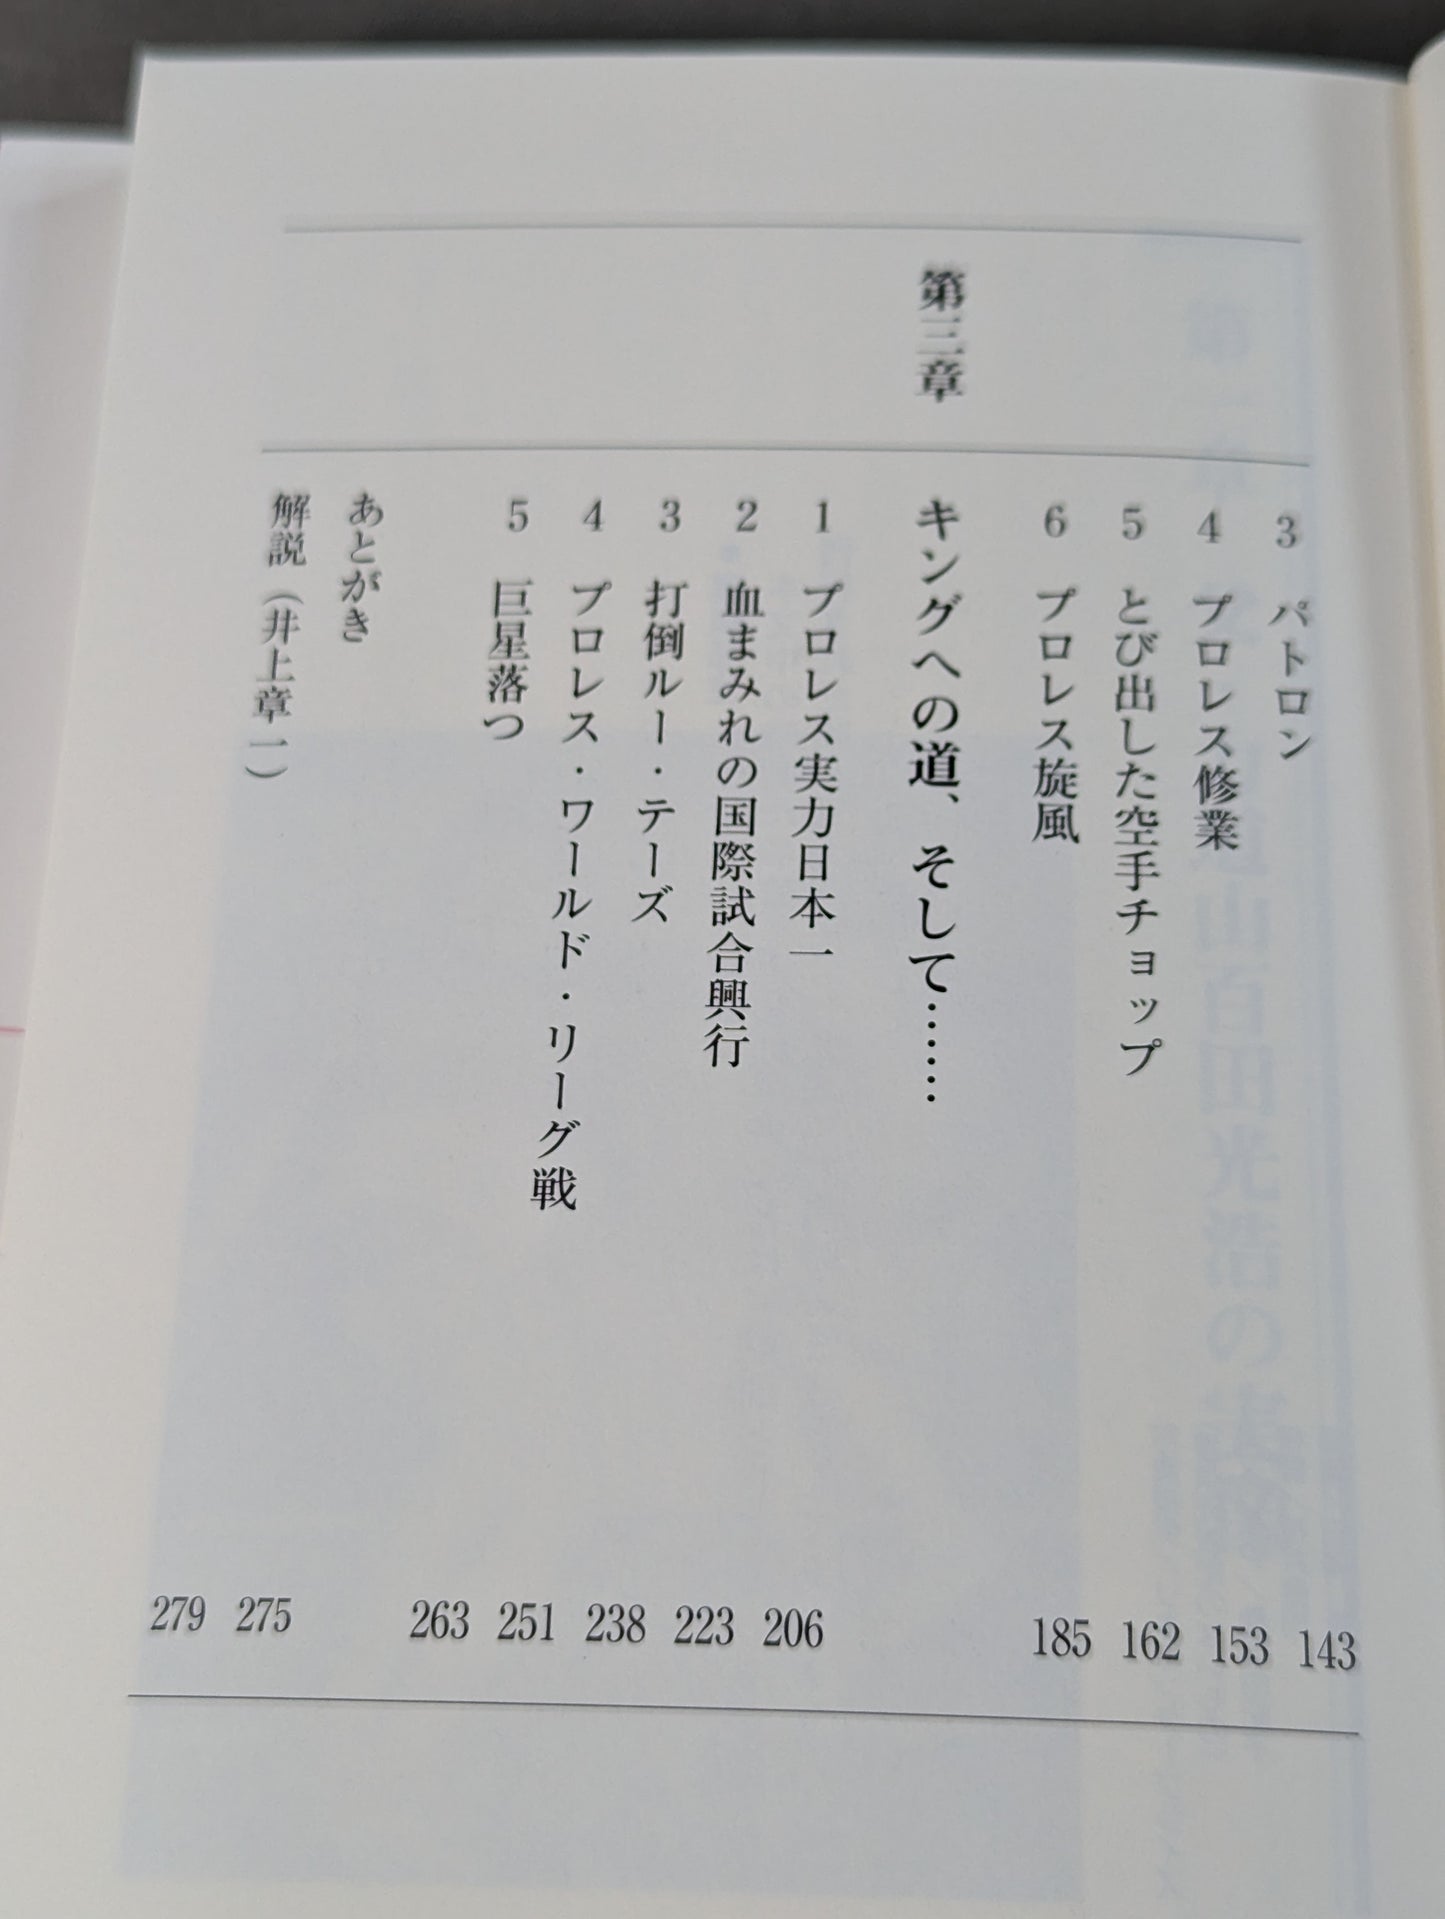 3 パトロン 143
4 プロレス修業 153
5 とび出した空手チョップ 162
6 プロレス旋風 185
第三章 キングへの道、そして……
1 プロレス実力日本一 206
2 血まみれの国際試合興行 223
3 打倒ルー・テーズ 238
4 プロレス・ワールド・リーグ戦 251
5 巨星落つ 263
あとがき 275
解説（井上章一） 279